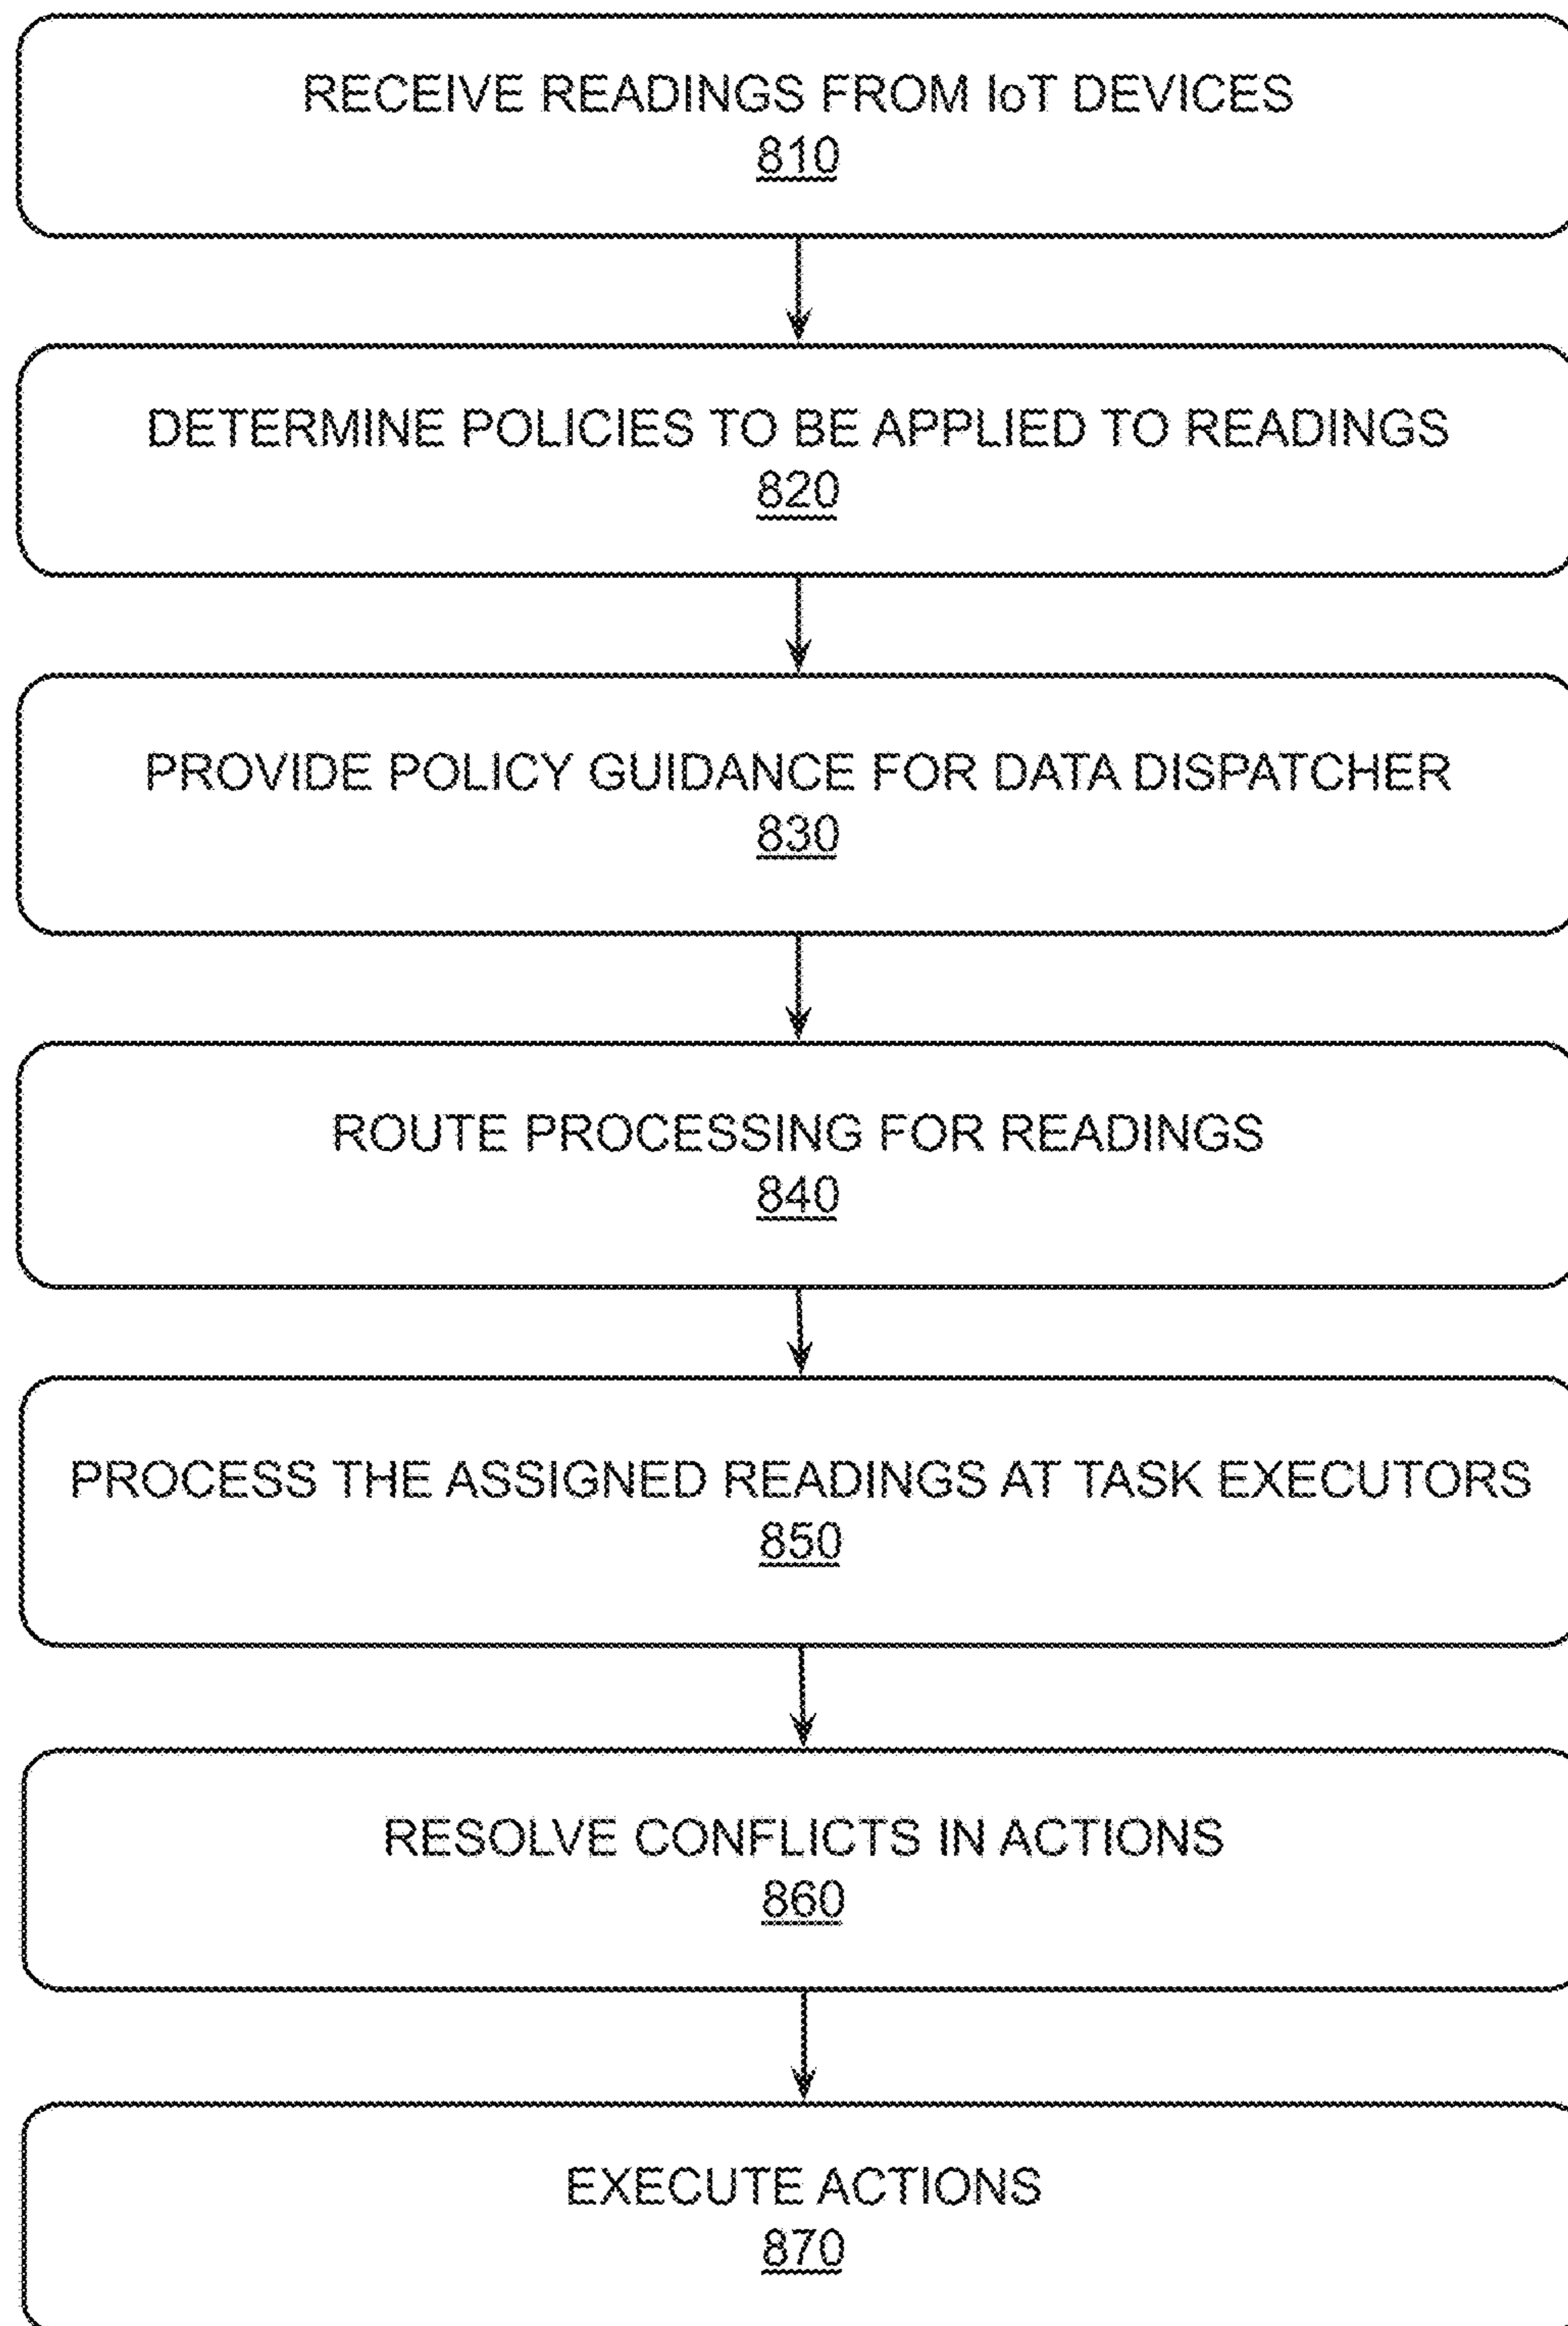 RECEIVE READINGS FROM IoT DEVICES
810
DETERMINE POLICIES TO BE APPLIED TO READINGS
820
PROVIDE POLICY GUIDANCE FOR DATA DISPATCHER
830
ROUTE PROCESSING FOR READINGS
840
PROCESS THE ASSIGNED READINGS AT TASK EXECUTORS
850
RESOLVE CONFLICTS IN ACTIONS
860
EXECUTE ACTIONS
870